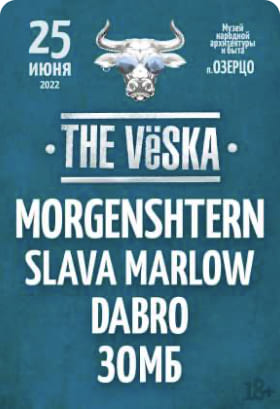 25
ИЮНЯ
2022
Музей
народной
архитектуры
и быта
п. ОЗЕРЦО
• THE VёSKA •
MORGENSHTERN
SLAVA MARLOW
DABRO
ЗОМБ
18+